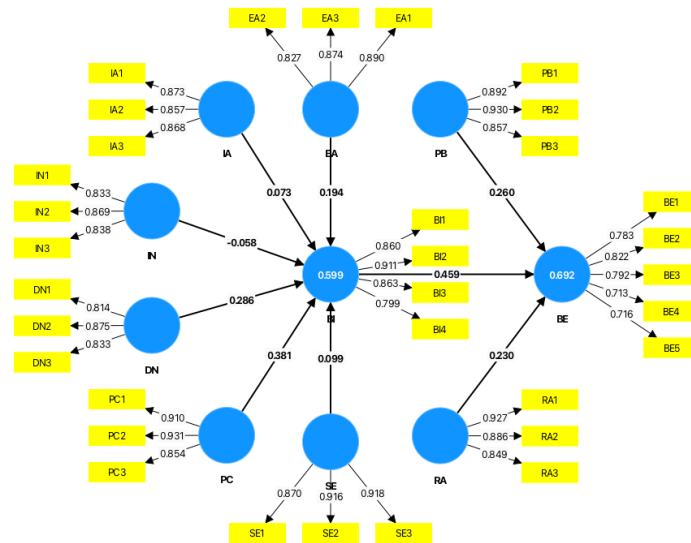 EA2
EA3
EA1
0.827
0.874
0.890
IA1
IA2
IA3
0.873
0.857
0.868
IA
EA
PB
PB1
PB2
PB3
0.892
0.930
0.857
0.073
0.194
0.260
IN1
IN2
IN3
0.833
0.869
0.838
IN
-0.058
BI1
BI2
BI3
BI4
0.860
0.911
0.863
0.799
0.599
BI
0.459
0.692
BE
BE1
BE2
BE3
BE4
BE5
0.783
0.822
0.792
0.713
0.716
DN1
DN2
DN3
0.814
0.875
0.833
DN
0.286
0.381
0.099
0.230
PC1
PC2
PC3
0.910
0.931
0.854
PC
SE
RA
RA1
RA2
RA3
0.927
0.886
0.849
0.870
0.916
0.918
SE1
SE2
SE3